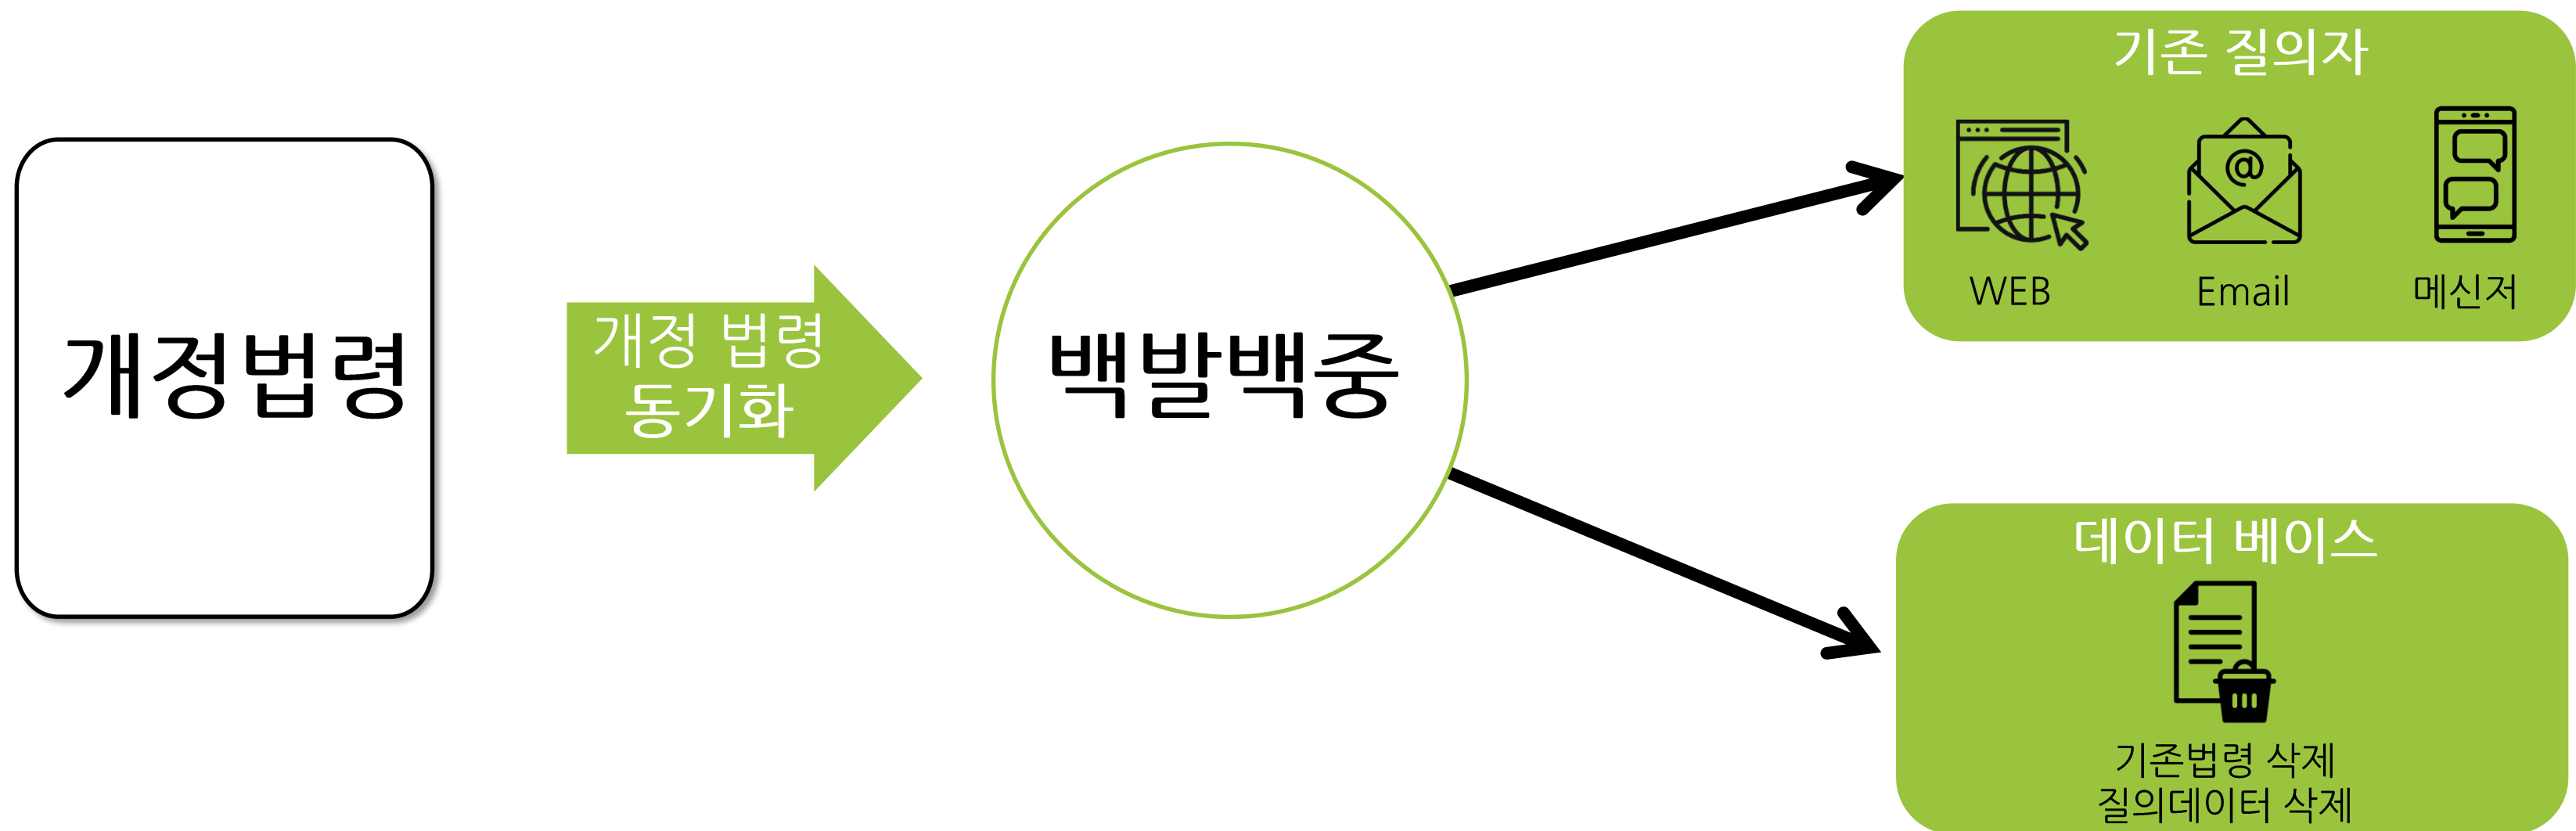 개정법령
개정 법령
동기화
백발백중
기존 질의자
WEB
Email
메신저
데이터 베이스
기존법령 삭제
질의데이터 삭제